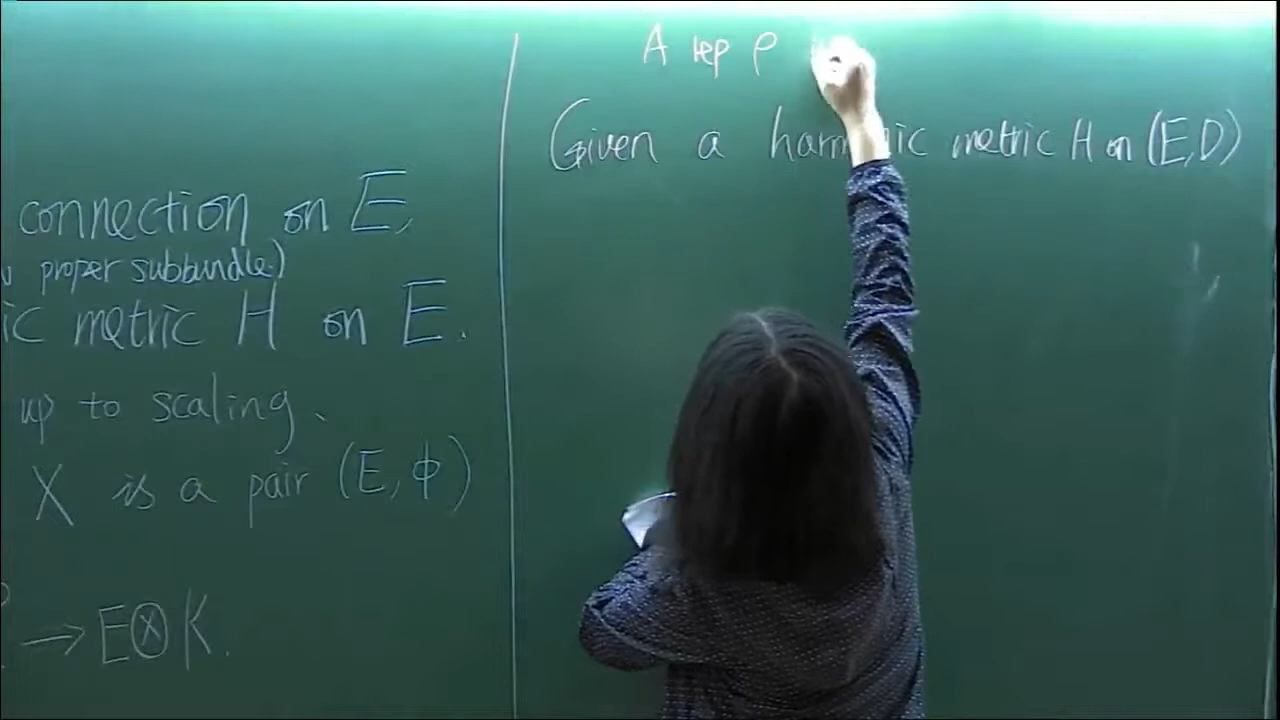 connection on E,
proper subbundle)
ic metric H on E.
up to scaling.
X is a pair (E, ϕ)
→ E⊗K.
A rep ρ
Given a harmonic metric H on (E,D)